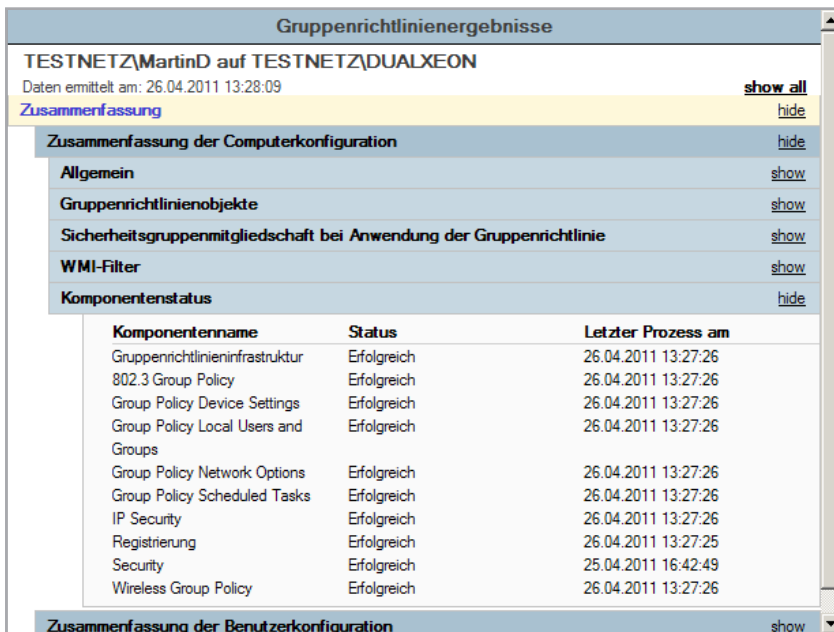 Gruppenrichtlinienergebnisse
TESTNETZ\MartinD auf TESTNETZ\DUALXEON
Daten ermittelt am: 26.04.2011 13:28:09 show all
Zusammenfassung hide
Zusammenfassung der Computerkonfiguration hide
Allgemein show
Gruppenrichtlinienobjekte show
Sicherheitsgruppenmitgliedschaft bei Anwendung der Gruppenrichtlinie show
WMI-Filter show
Komponentenstatus hide
Komponentenname Status Letzter Prozess am
Gruppenrichtlinieninfrastruktur Erfolgreich 26.04.2011 13:27:26
802.3 Group Policy Erfolgreich 26.04.2011 13:27:26
Group Policy Device Settings Erfolgreich 26.04.2011 13:27:26
Group Policy Local Users and Erfolgreich 26.04.2011 13:27:26
Groups
Group Policy Network Options Erfolgreich 26.04.2011 13:27:26
Group Policy Scheduled Tasks Erfolgreich 26.04.2011 13:27:26
IP Security Erfolgreich 26.04.2011 13:27:26
Registrierung Erfolgreich 26.04.2011 13:27:25
Security Erfolgreich 25.04.2011 16:42:49
Wireless Group Policy Erfolgreich 26.04.2011 13:27:26
Zusammenfassung der Benutzerkonfiguration show